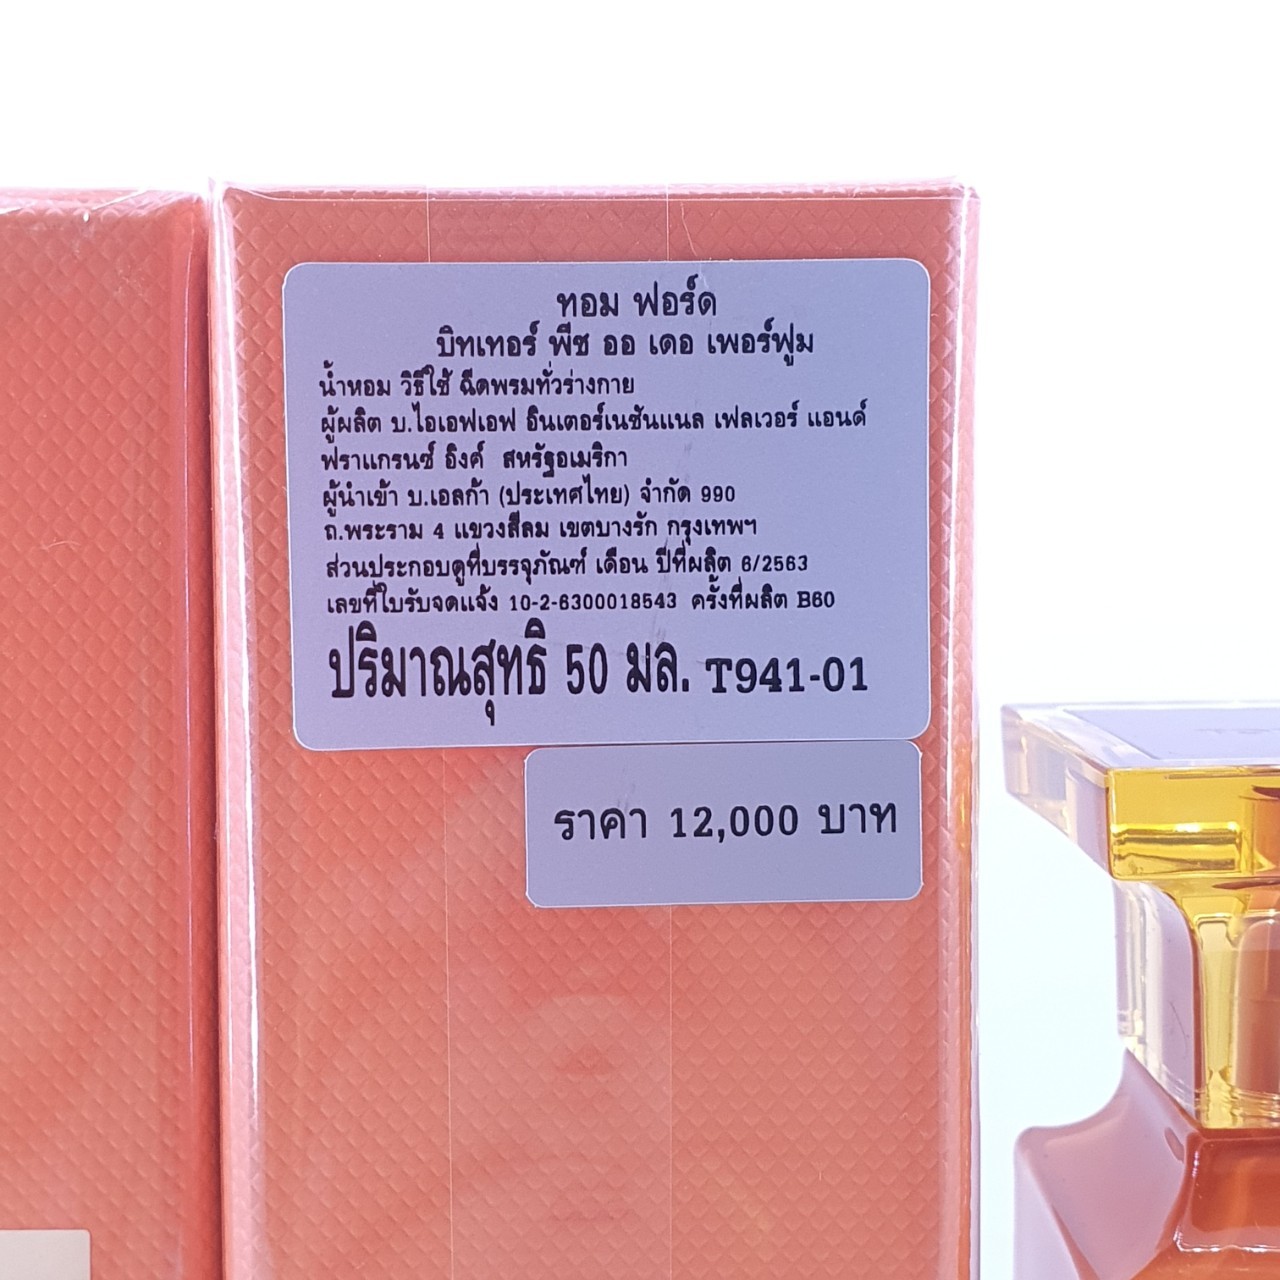 ทอม ฟอร์ด
บิทเทอร์ พีช ออ เดอ เพอร์ฟูม
น้ำหอม วิธีใช้ ฉีดพรมทั่วร่างกาย
ผู้ผลิต บ.ไอเอฟเอฟ อินเตอร์เนชันแนล เฟลเวอร์ แอนด์
ฟราแกรนซ์ อิงค์ สหรัฐอเมริกา
ผู้นำเข้า บ.เอลก้า (ประเทศไทย) จำกัด 990
ถ.พระราม 4 แขวงสีลม เขตบางรัก กรุงเทพฯ
ส่วนประกอบดูที่บรรจุภัณฑ์ เดือน ปีที่ผลิต 6/2563
เลขที่ใบรับจดแจ้ง 10-2-6300018543 ครั้งที่ผลิต B60
ปริมาณสุทธิ 50 มล. T941-01
ราคา 12,000 บาท